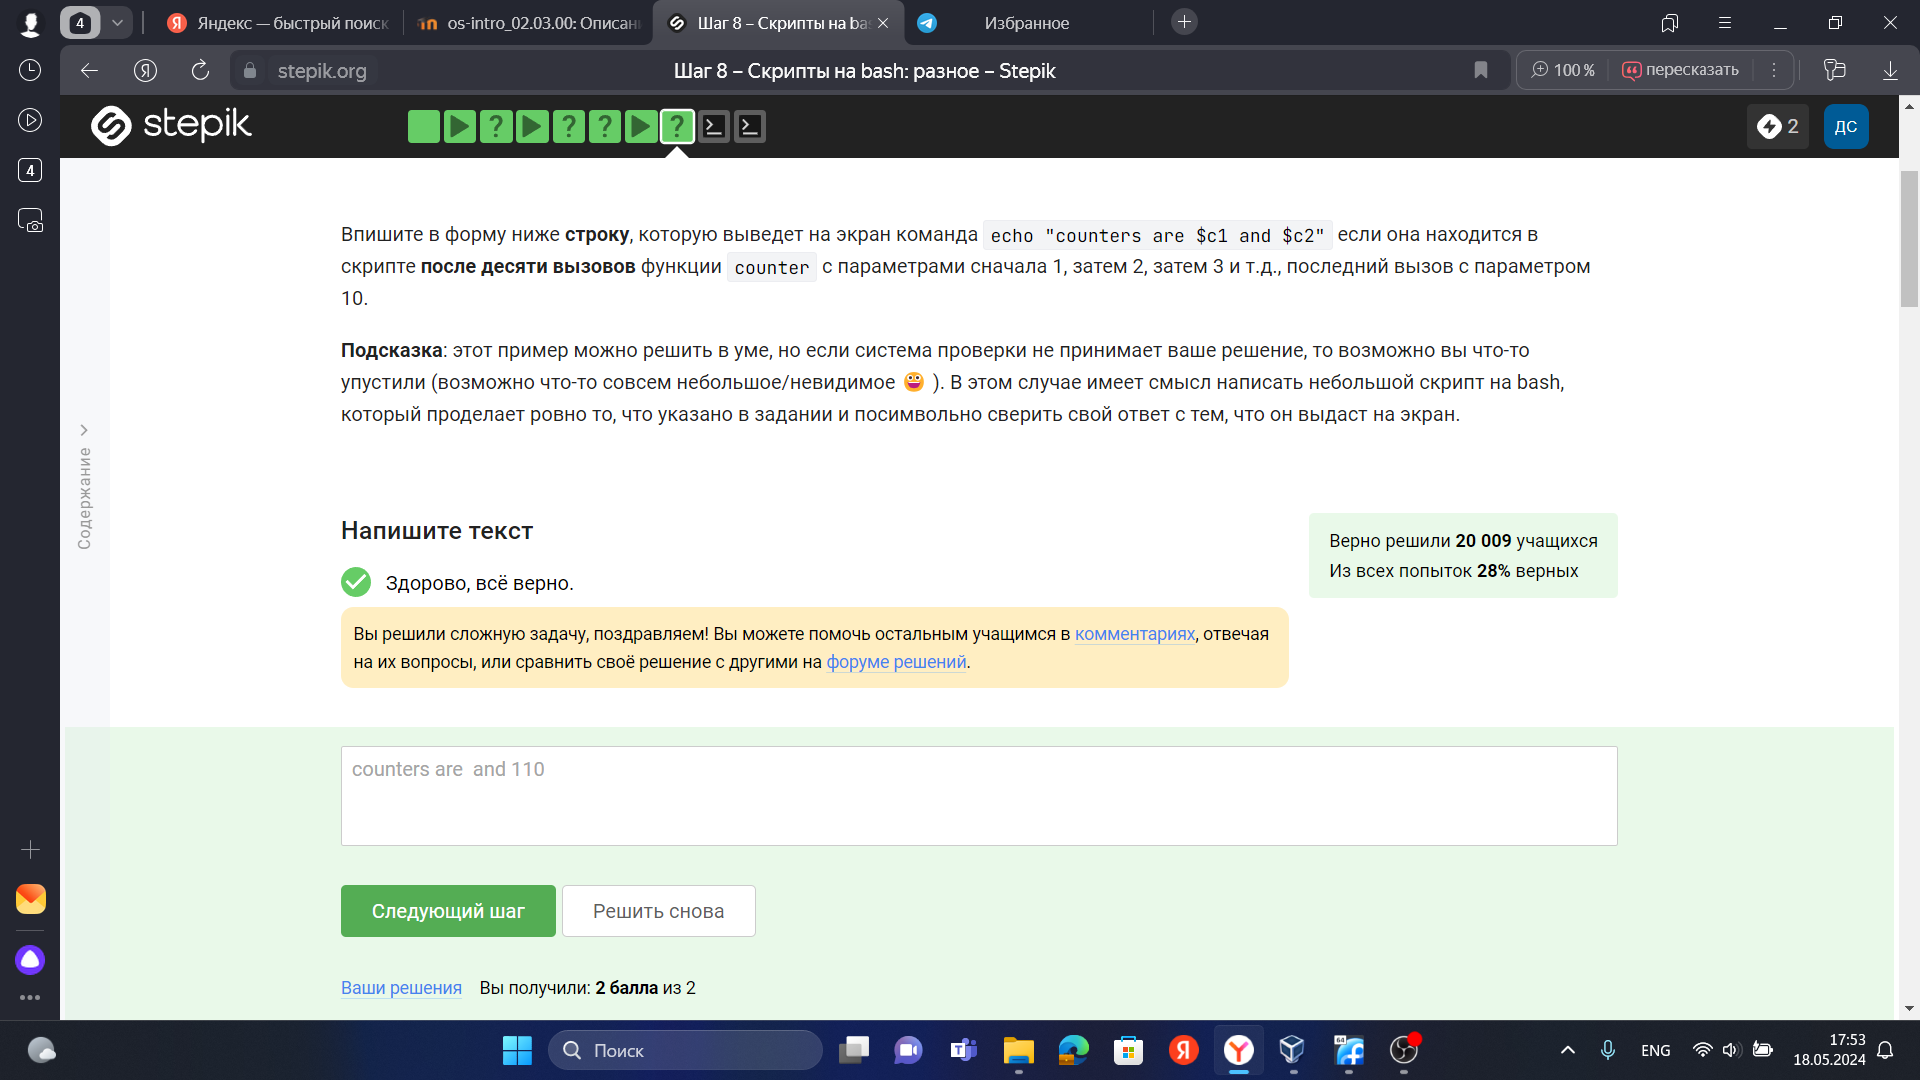 4
Яндекс — быстрый поиск
os-intro_02.03.00: Описан
Шаг 8 – Скрипты на ba
Избранное
stepik.org
Шаг 8 – Скрипты на bash: разное – Stepik
100 %
пересказать
4
stepik
2
ДС
Содержание
Впишите в форму ниже строку, которую выведет на экран команда echo "counters are $c1 and $c2" если она находится в
скрипте после десяти вызовов функции counter с параметрами сначала 1, затем 2, затем 3 и т.д., последний вызов с параметром
10.
Подсказка: этот пример можно решить в уме, но если система проверки не принимает ваше решение, то возможно вы что-то
упустили (возможно что-то совсем небольшое/невидимое 😀 ). В этом случае имеет смысл написать небольшой скрипт на bash,
который проделает ровно то, что указано в задании и посимвольно сверить свой ответ с тем, что он выдаст на экран.
Напишите текст
Здорово, всё верно.
Верно решили 20 009 учащихся
Из всех попыток 28% верных
Вы решили сложную задачу, поздравляем! Вы можете помочь остальным учащимся в комментариях, отвечая
на их вопросы, или сравнить своё решение с другими на форуме решений.
counters are  and 110
Следующий шаг
Решить снова
Ваши решения
Вы получили: 2 балла из 2
Поиск
64
ENG
17:53
18.05.2024